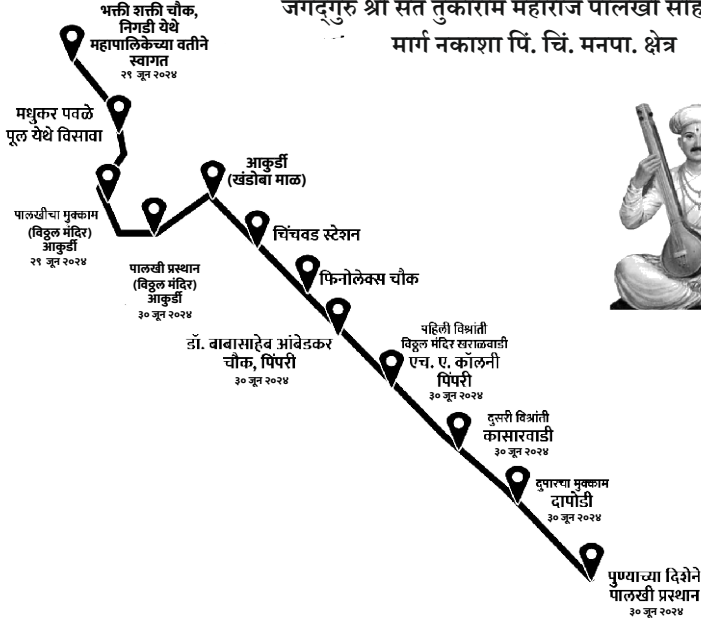 जगद्गुरु श्री संत तुकाराम महाराज पालखी
मार्ग नकाशा पिं. चिं. मनपा. क्षेत्र
भक्ती शक्ती चौक,
निगडी येथे
महापालिकेच्या वतीने
स्वागत
२९ जून २०२४
मधुकर पवळे
पूल येथे विसावा
पालखीचा मुक्काम
(विठ्ठल मंदिर)
आकुर्डी
२९ जून २०२४
पालखी प्रस्थान
(विठ्ठल मंदिर)
आकुर्डी
३० जून २०२४
आकुर्डी
(खंडोबा माळ)
चिंचवड स्टेशन
फिनोलेक्स चौक
डॉ. बाबासाहेब आंबेडकर
चौक, पिंपरी
३० जून २०२४
पहिली विश्रांती
विठ्ठल मंदिर खराळवाडी
एच. ए. कॉलनी
पिंपरी
३० जून २०२४
दुसरी विश्रांती
कासारवाडी
३० जून २०२४
दुपारचा मुक्काम
दापोडी
३० जून २०२४
पुण्याच्या दिशेने
पालखी प्रस्थान
३० जून २०२४